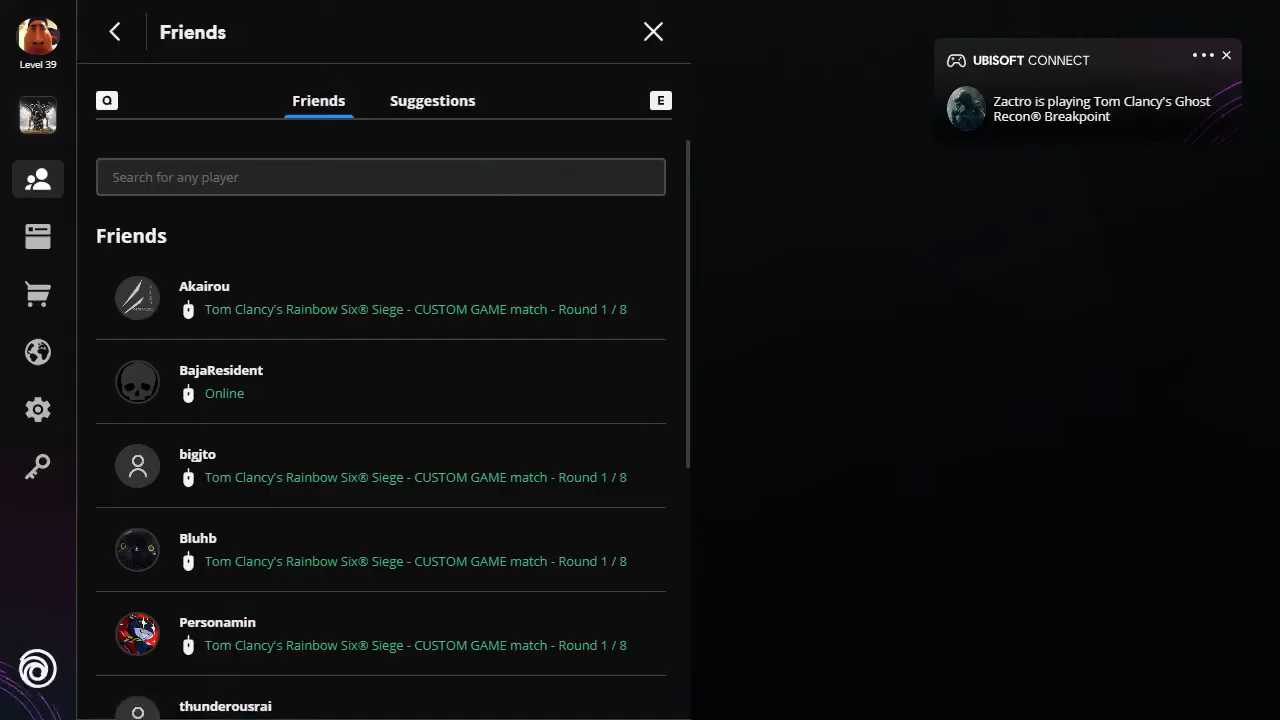 Level 39
Friends
Q
Friends
Suggestions
E
Search for any player
Friends
Akairou
Tom Clancy's Rainbow Six® Siege - CUSTOM GAME match - Round 1 / 8
BajaResident
Online
bigjto
Tom Clancy's Rainbow Six® Siege - CUSTOM GAME match - Round 1 / 8
Bluhb
Tom Clancy's Rainbow Six® Siege - CUSTOM GAME match - Round 1 / 8
Personamin
Tom Clancy's Rainbow Six® Siege - CUSTOM GAME match - Round 1 / 8
thunderousrai
UBISOFT CONNECT
Zactro is playing Tom Clancy's Ghost
Recon® Breakpoint